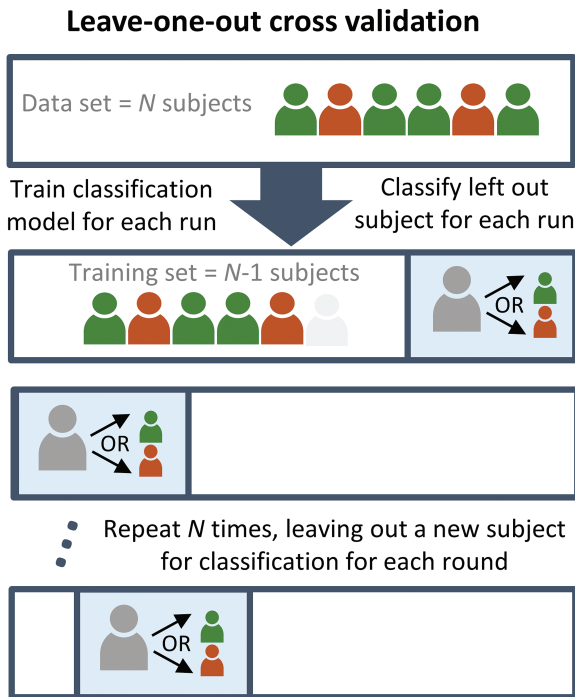 Leave-one-out cross validation
Data set = N subjects
Train classification
model for each run
Classify left out
subject for each run
Training set = N-1 subjects
OR
OR
Repeat N times, leaving out a new subject
for classification for each round
OR